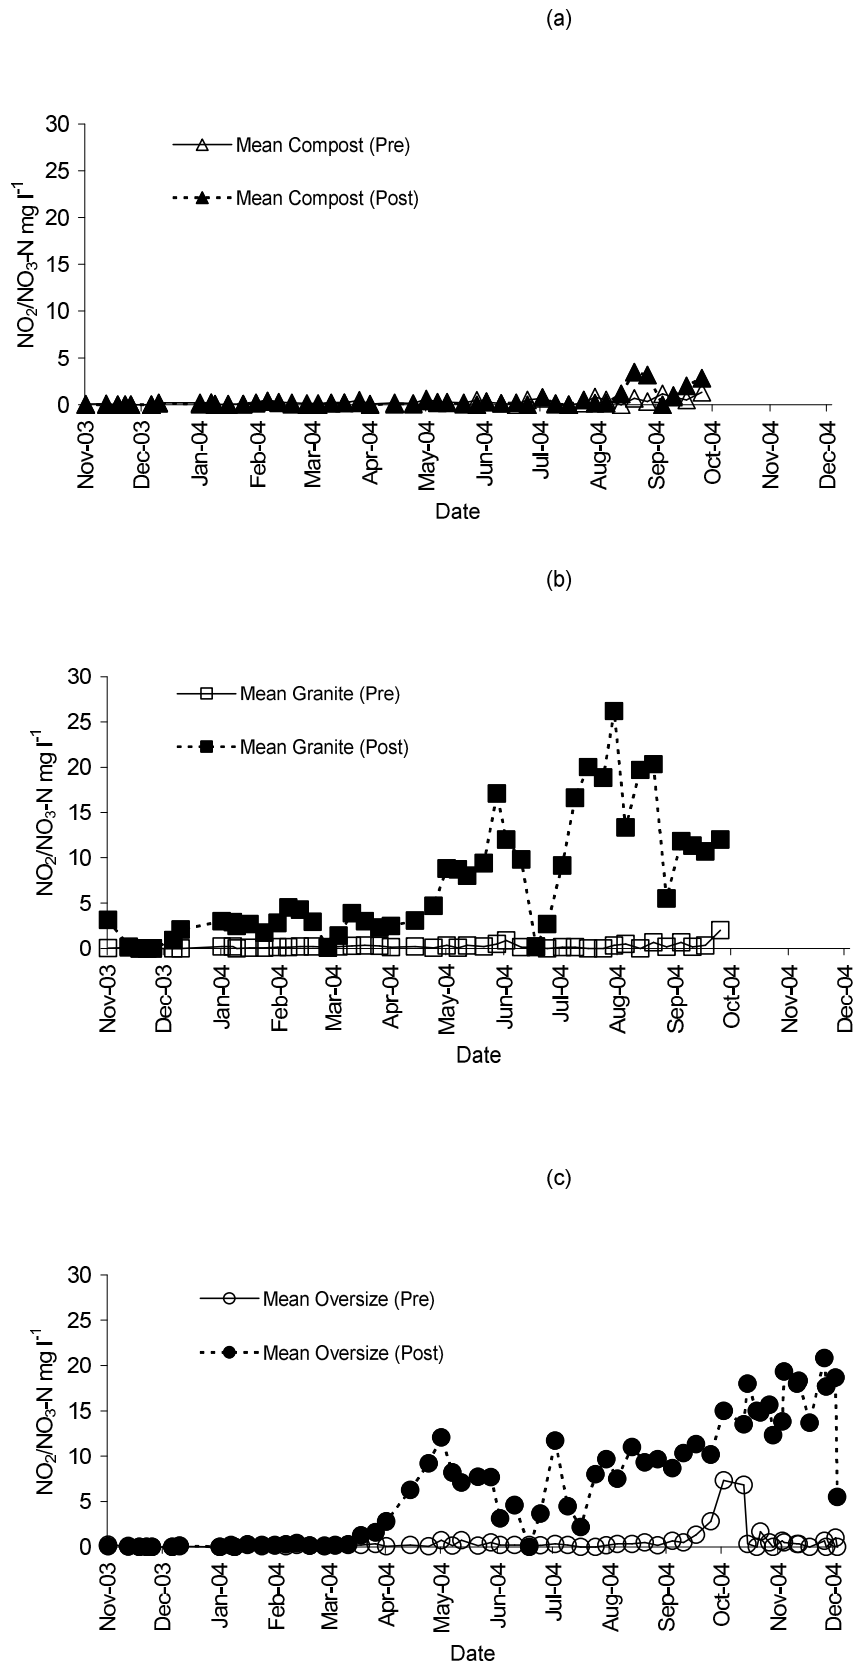 (a)
30
25
20
15
10
5
0
NO₂/NO₃-N mg l⁻¹
Mean Compost (Pre)
Mean Compost (Post)
Nov-03
Dec-03
Jan-04
Feb-04
Mar-04
Apr-04
May-04
Jun-04
Jul-04
Aug-04
Sep-04
Oct-04
Nov-04
Dec-04
Date
(b)
30
25
20
15
10
5
0
NO₂/NO₃-N mg l⁻¹
Mean Granite (Pre)
Mean Granite (Post)
Nov-03
Dec-03
Jan-04
Feb-04
Mar-04
Apr-04
May-04
Jun-04
Jul-04
Aug-04
Sep-04
Oct-04
Nov-04
Dec-04
Date
(c)
30
25
20
15
10
5
0
NO₂/NO₃-N mg l⁻¹
Mean Oversize (Pre)
Mean Oversize (Post)
Nov-03
Dec-03
Jan-04
Feb-04
Mar-04
Apr-04
May-04
Jun-04
Jul-04
Aug-04
Sep-04
Oct-04
Nov-04
Dec-04
Date